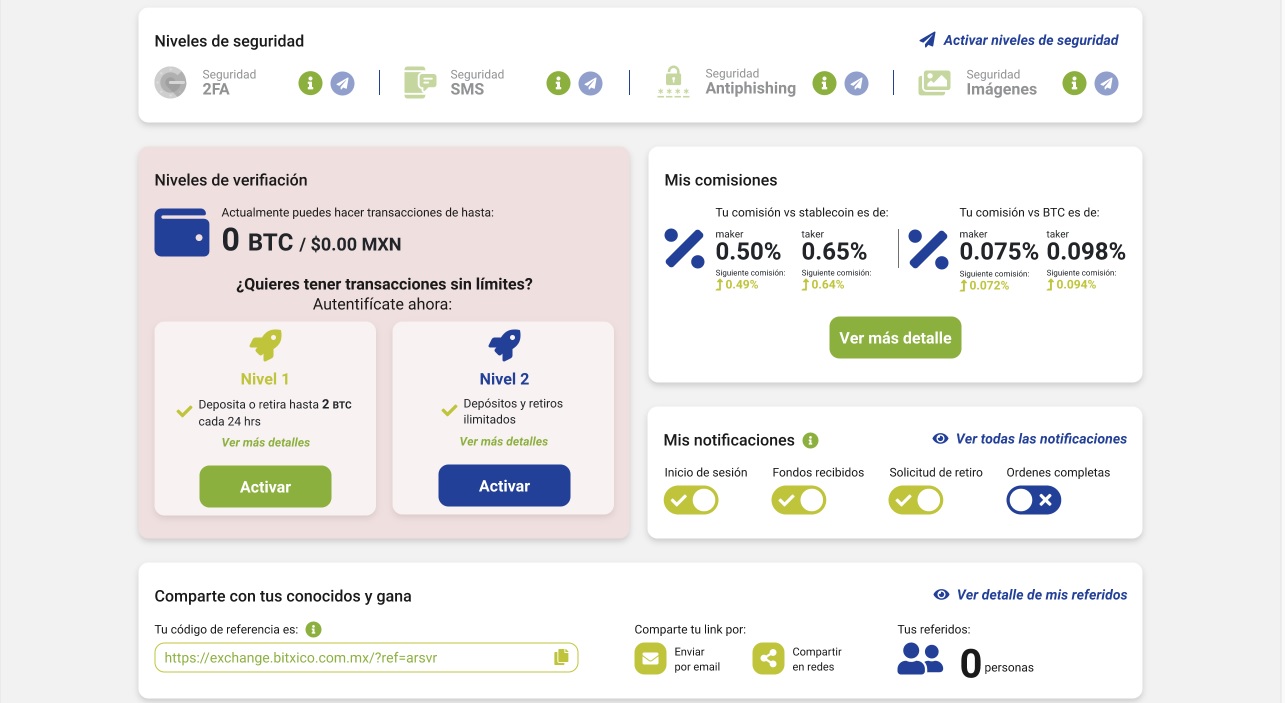 Niveles de seguridad
Activar niveles de seguridad
Seguridad
2FA
Seguridad
SMS
Seguridad
Antiphishing
Seguridad
Imágenes
Niveles de verifiación
Actualmente puedes hacer transacciones de hasta:
0 BTC / $0.00 MXN
¿Quieres tener transacciones sin límites?
Autentifícate ahora:
Nivel 1
Deposita o retira hasta 2 BTC
cada 24 hrs
Ver más detalles
Activar
Nivel 2
Depósitos y retiros
ilimitados
Ver más detalles
Activar
Mis comisiones
Tu comisión vs stablecoin es de:
maker
0.50%
Siguiente comisión:
0.49%
taker
0.65%
Siguiente comisión:
0.64%
Tu comisión vs BTC es de:
maker
0.075%
Siguiente comisión:
0.072%
taker
0.098%
Siguiente comisión:
0.094%
Ver más detalle
Mis notificaciones
Ver todas las notificaciones
Inicio de sesión
Fondos recibidos
Solicitud de retiro
Ordenes completas
Comparte con tus conocidos y gana
Ver detalle de mis referidos
Tu código de referencia es:
https://exchange.bitxico.com.mx/?ref=arsvr
Comparte tu link por:
Enviar
por email
Compartir
en redes
Tus referidos:
0 personas